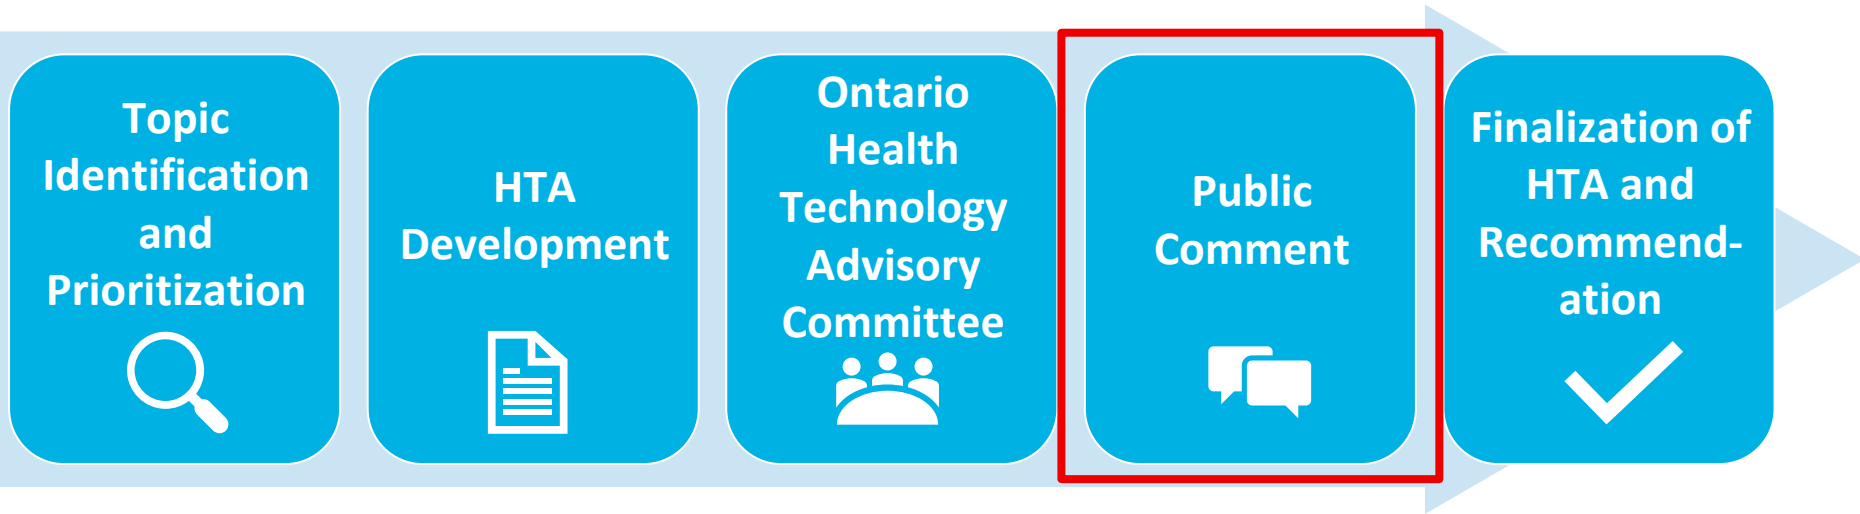 Topic
Identification
and
Prioritization
HTA
Development
Ontario
Health
Technology
Advisory
Committee
Public
Comment
Finalization of
HTA and
Recommend-
ation